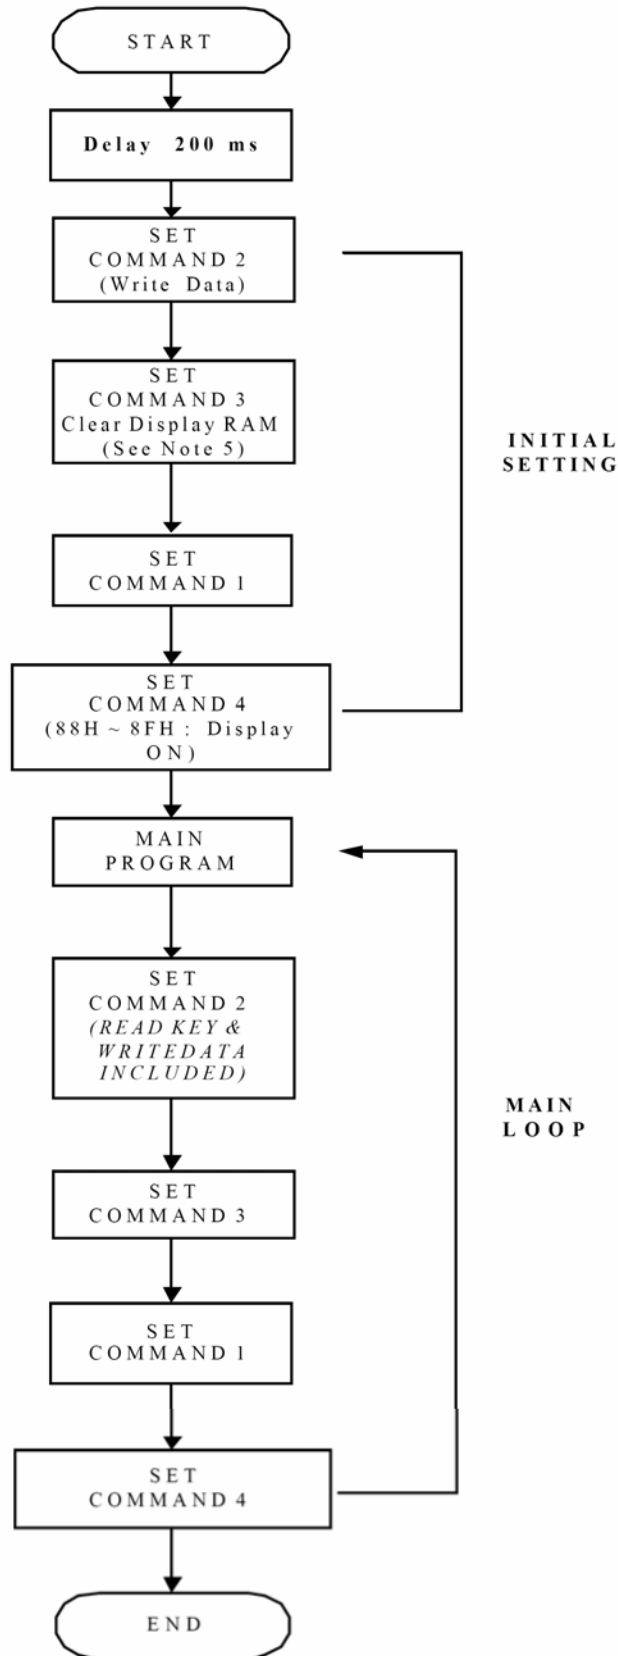 START
Delay 200 ms
SET
COMMAND 2
(Write Data)
SET
COMMAND 3
Clear Display RAM
(See Note 5)
INITIAL
SETTING
SET
COMMAND 1
SET
COMMAND 4
(88H ~ 8FH : Display
ON)
MAIN
PROGRAM
SET
COMMAND 2
(READ KEY &
WRITEDATA
INCLUDED)
MAIN
LOOP
SET
COMMAND 3
SET
COMMAND 1
SET
COMMAND 4
END